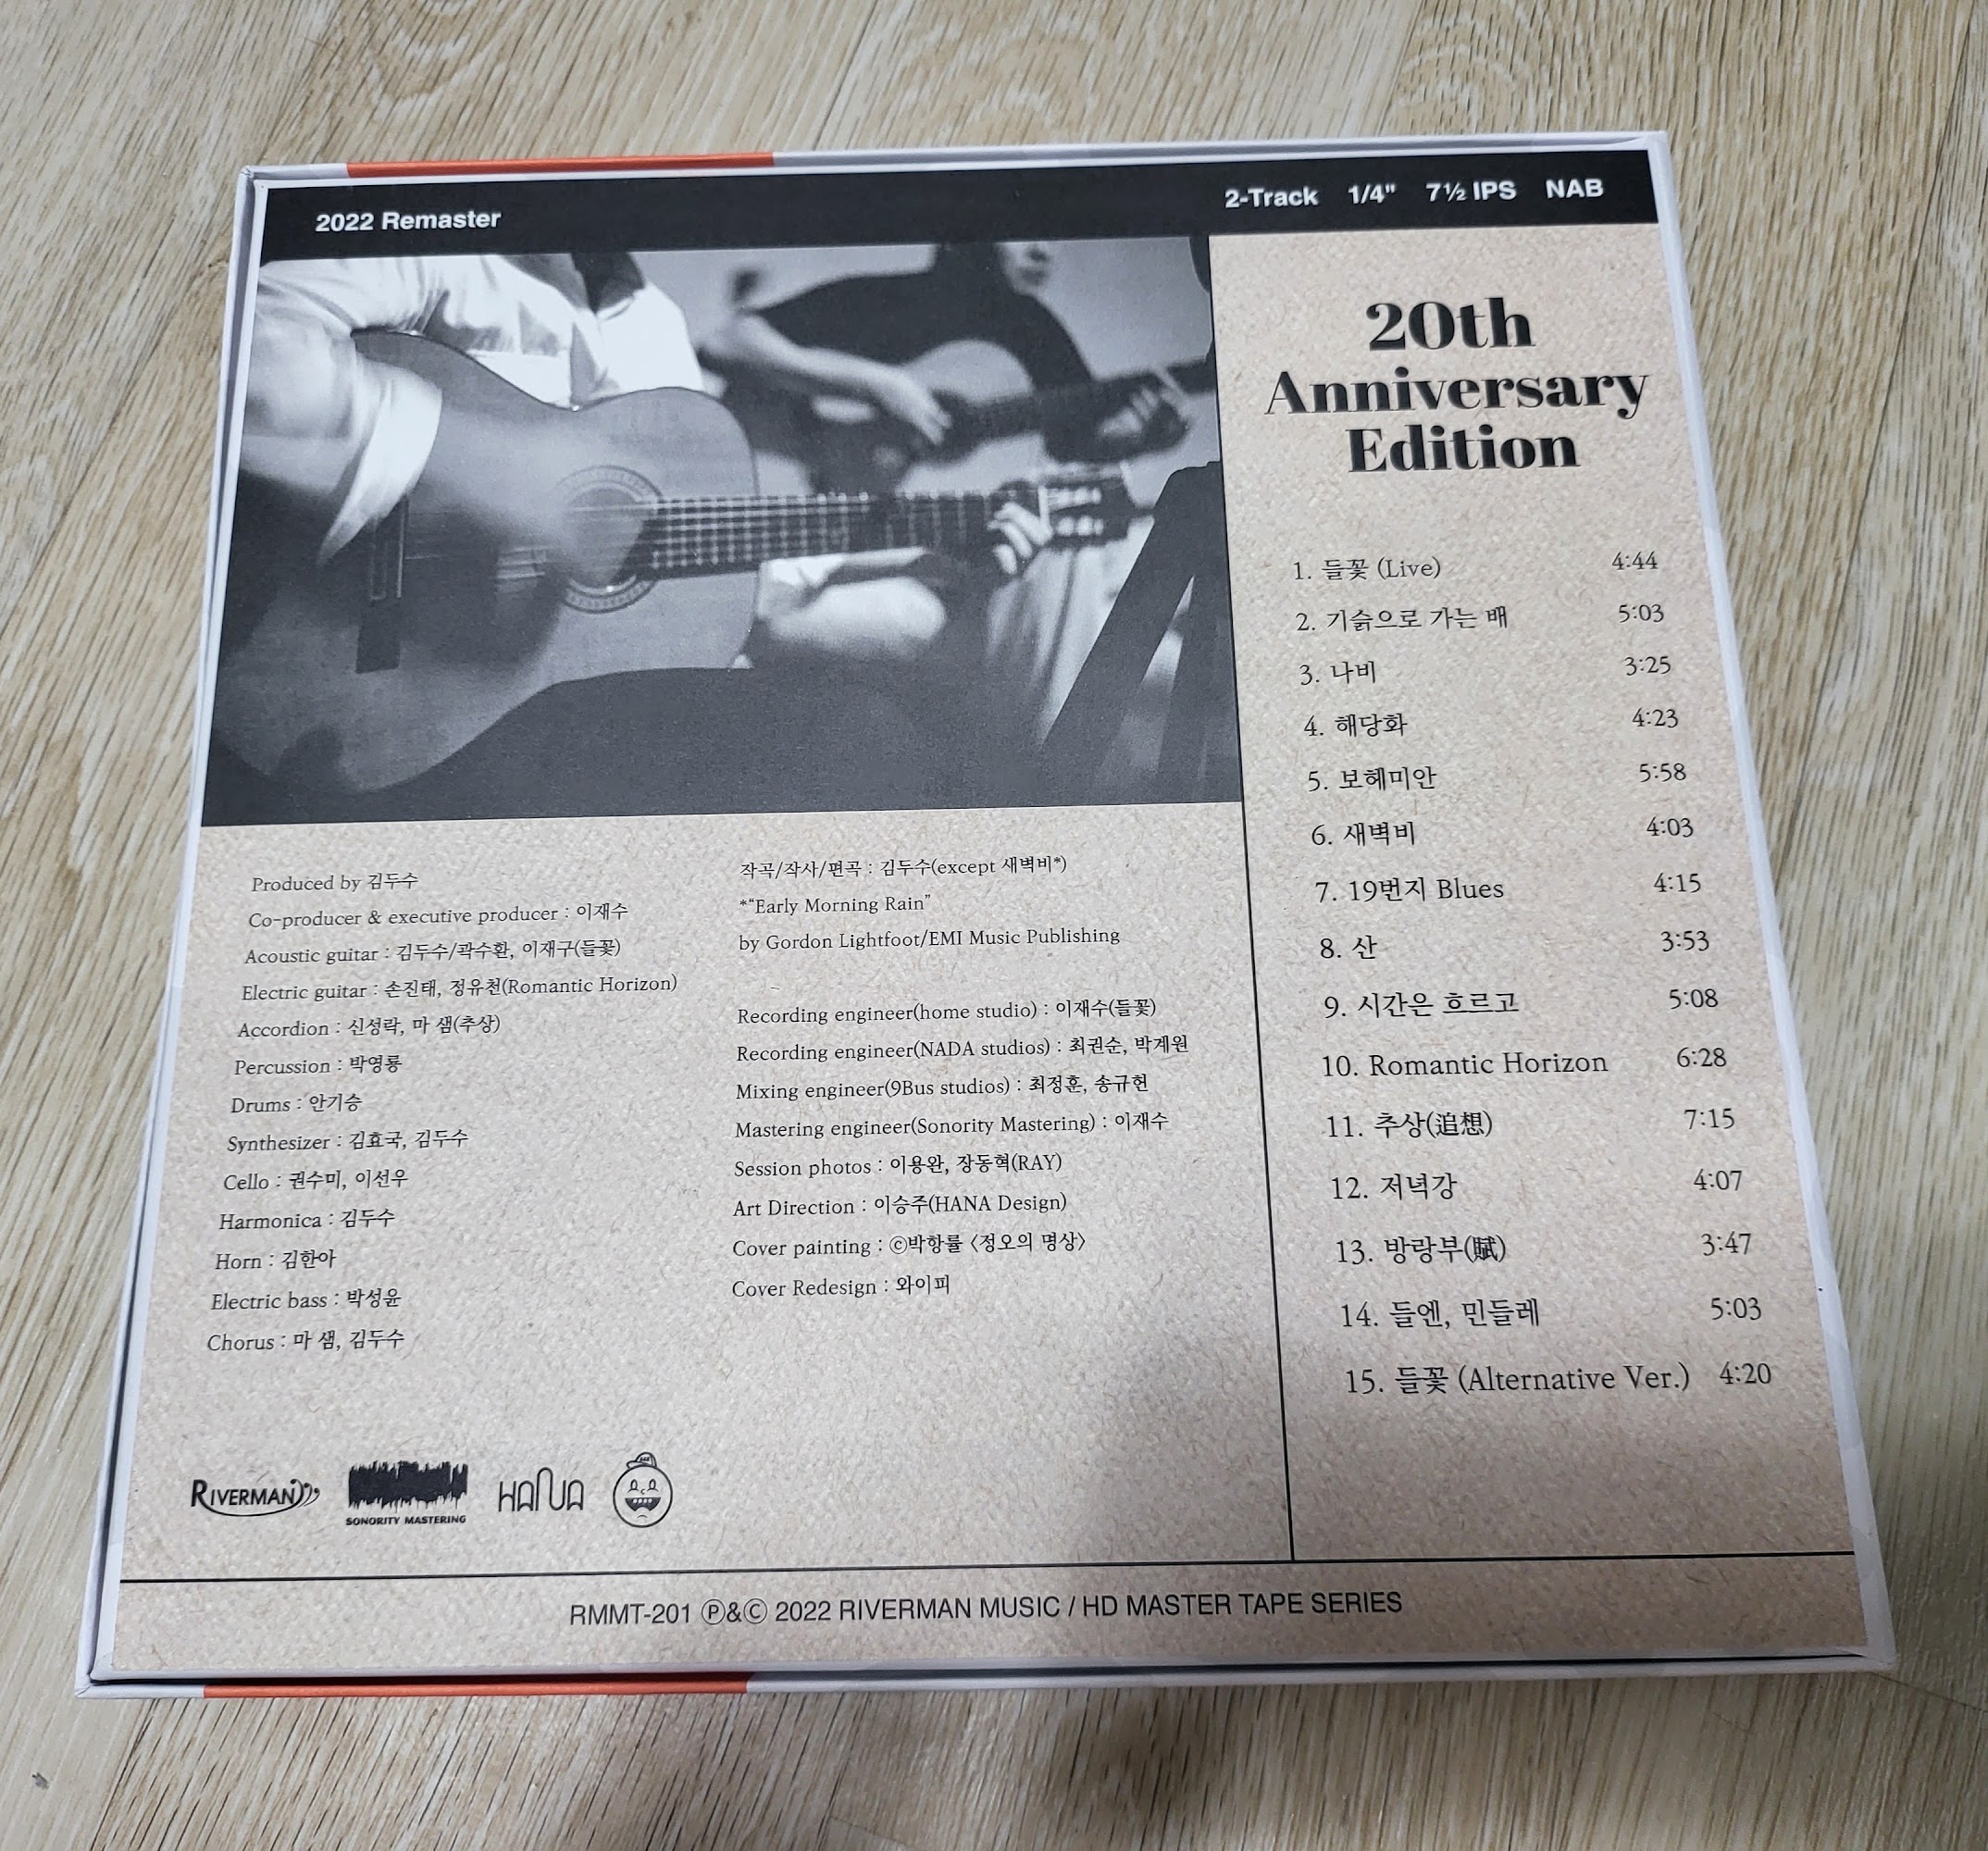 2022 Remaster
2-Track 1/4" 7½ IPS NAB
20th
Anniversary
Edition
1. 들꽃 (Live) 4:44
2. 기슭으로 가는 배 5:03
3. 나비 3:25
4. 해당화 4:23
5. 보헤미안 5:58
6. 새벽비 4:03
7. 19번지 Blues 4:15
8. 산 3:53
9. 시간은 흐르고 5:08
10. Romantic Horizon 6:28
11. 추상(追想) 7:15
12. 저녁강 4:07
13. 방랑부(賦) 3:47
14. 들엔, 민들레 5:03
15. 들꽃 (Alternative Ver.) 4:20
Produced by 김두수
Co-producer & executive producer : 이재수
Acoustic guitar : 김두수/곽수환, 이재구(들꽃)
Electric guitar : 손진태, 정유천(Romantic Horizon)
Accordion : 신성락, 마 샘(추상)
Percussion : 박영룡
Drums : 안기승
Synthesizer : 김효국, 김두수
Cello : 권수미, 이선우
Harmonica : 김두수
Horn : 김한아
Electric bass : 박성윤
Chorus : 마 샘, 김두수
작곡/작사/편곡 : 김두수(except 새벽비*)
*“Early Morning Rain”
by Gordon Lightfoot/EMI Music Publishing
Recording engineer(home studio) : 이재수(들꽃)
Recording engineer(NADA studios) : 최권순, 박계원
Mixing engineer(9Bus studios) : 최정훈, 송규헌
Mastering engineer(Sonority Mastering) : 이재수
Session photos : 이용완, 장동혁(RAY)
Art Direction : 이승주(HANA Design)
Cover painting : ©박항률 〈정오의 명상〉
Cover Redesign : 와이피
RIVERMAN
SONORITY MASTERING
HANA
RMMT-201 Ⓟ&Ⓒ 2022 RIVERMAN MUSIC / HD MASTER TAPE SERIES